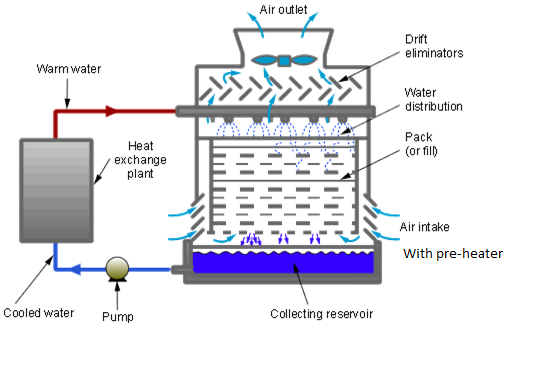 Air outlet
Drift
eliminators
Warm water
Water
distribution
Pack
(or fill)
Heat
exchange
plant
Air intake
With pre-heater
Cooled water
Pump
Collecting reservoir